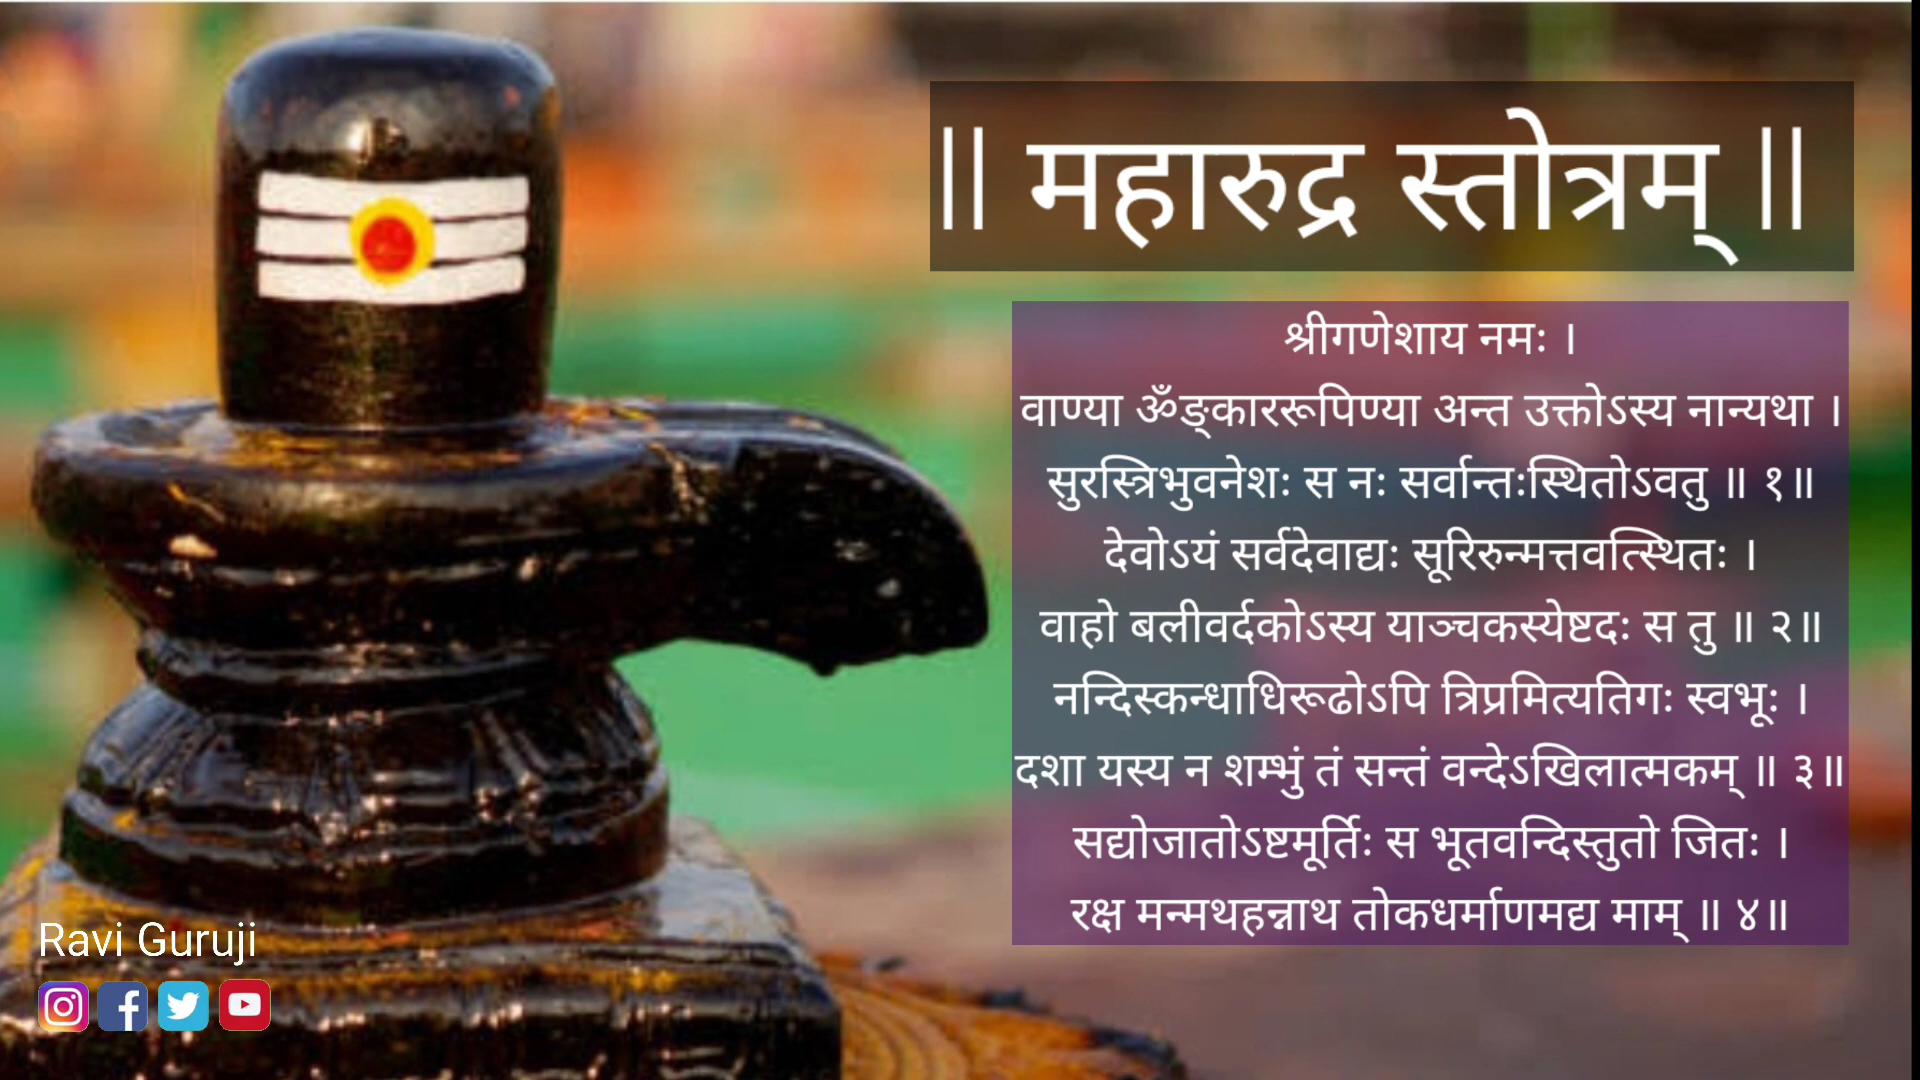 ॥ महारुद्र स्तोत्रम् ॥
श्रीगणेशाय नमः ।
वाण्या ॐङ्काररूपिण्या अन्त उक्तोऽस्य नान्यथा ।
सुरस्त्रिभुवनेशः स नः सर्वान्तःस्थितोऽवतु ॥ १॥
देवोऽयं सर्वदेवाद्यः सूरिरुन्मत्तवत्स्थितः ।
वाहो बलीवर्दकोऽस्य याञ्चकस्येष्टदः स तु ॥ २॥
नन्दिस्कन्धाधिरूढोऽपि त्रिप्रमित्यतिगः स्वभूः ।
दशा यस्य न शम्भुं तं सन्तं वन्देऽखिलात्मकम् ॥ ३॥
सद्योजातोऽष्टमूर्तिः स भूतवन्दिस्तुतो जितः ।
रक्ष मन्मथहन्नाथ तोकधर्माणमद्य माम् ॥ ४॥
Ravi Guruji